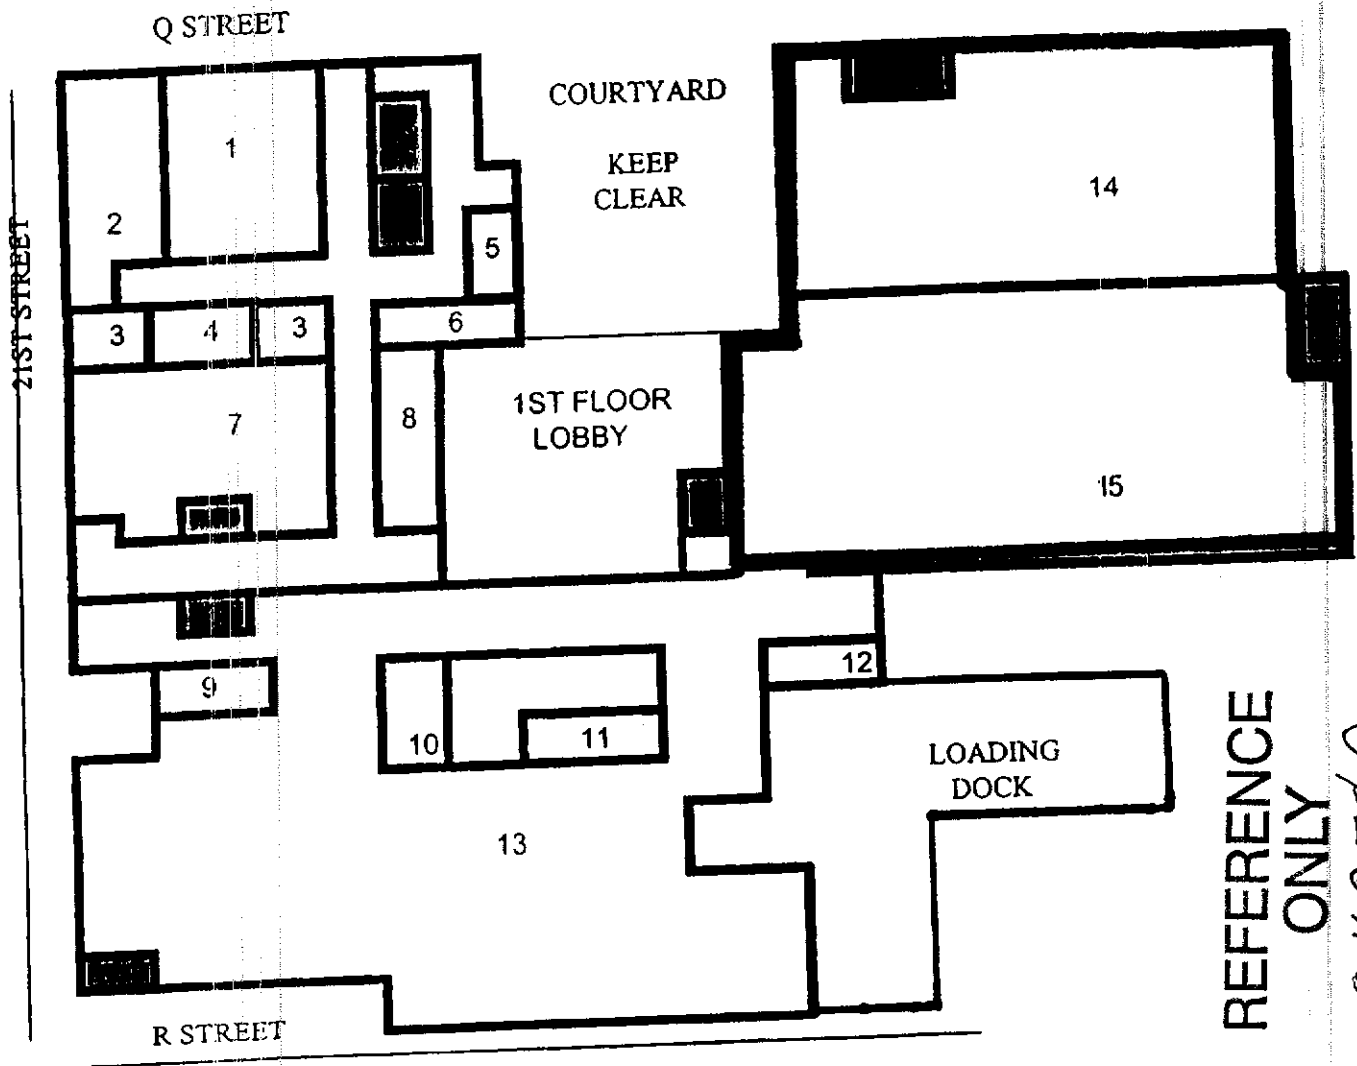 Q STREET
COURTYARD
KEEP
CLEAR
1
2
14
5
21ST STREET
3
4
3
6
1ST FLOOR
LOBBY
7
8
15
9
10
11
12
LOADING
DOCK
13
REFERENCE
ONLY
R STREET